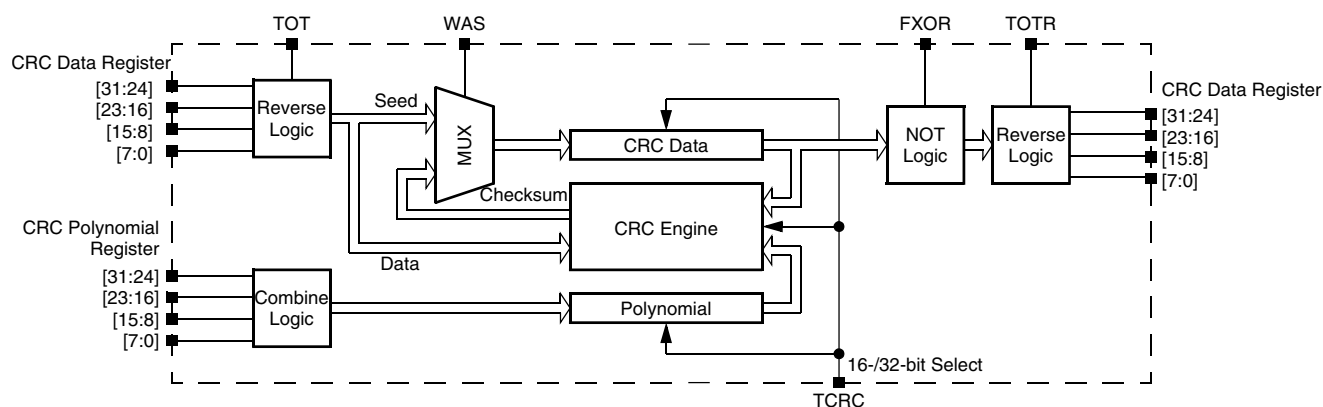 TOT
WAS
FXOR
TOTR
CRC Data Register
[31:24]
[23:16]
[15:8]
[7:0]
Reverse
Logic
Seed
MUX
Checksum
Data
CRC Data
CRC Engine
NOT
Logic
Reverse
Logic
CRC Data Register
[31:24]
[23:16]
[15:8]
[7:0]
CRC Polynomial
Register
[31:24]
[23:16]
[15:8]
[7:0]
Combine
Logic
Polynomial
16-/32-bit Select
TCRC